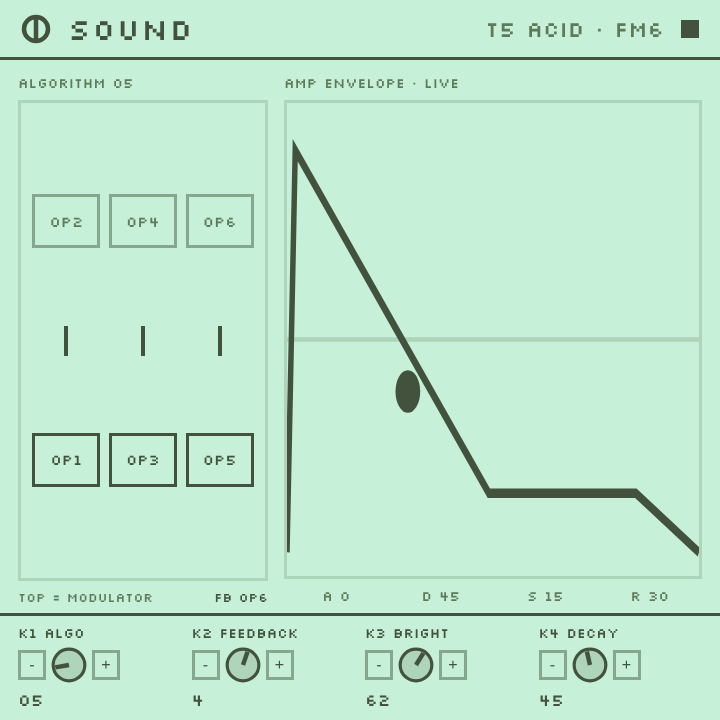 SOUND
T5 ACID · FM6
ALGORITHM 05
AMP ENVELOPE · LIVE
OP2 OP4 OP6
OP1 OP3 OP5
TOP = MODULATOR FB OP6
A 0 D 45 S 15 R 30
K1 ALGO K2 FEEDBACK K3 BRIGHT K4 DECAY
- + - + - + - +
05 4 62 45